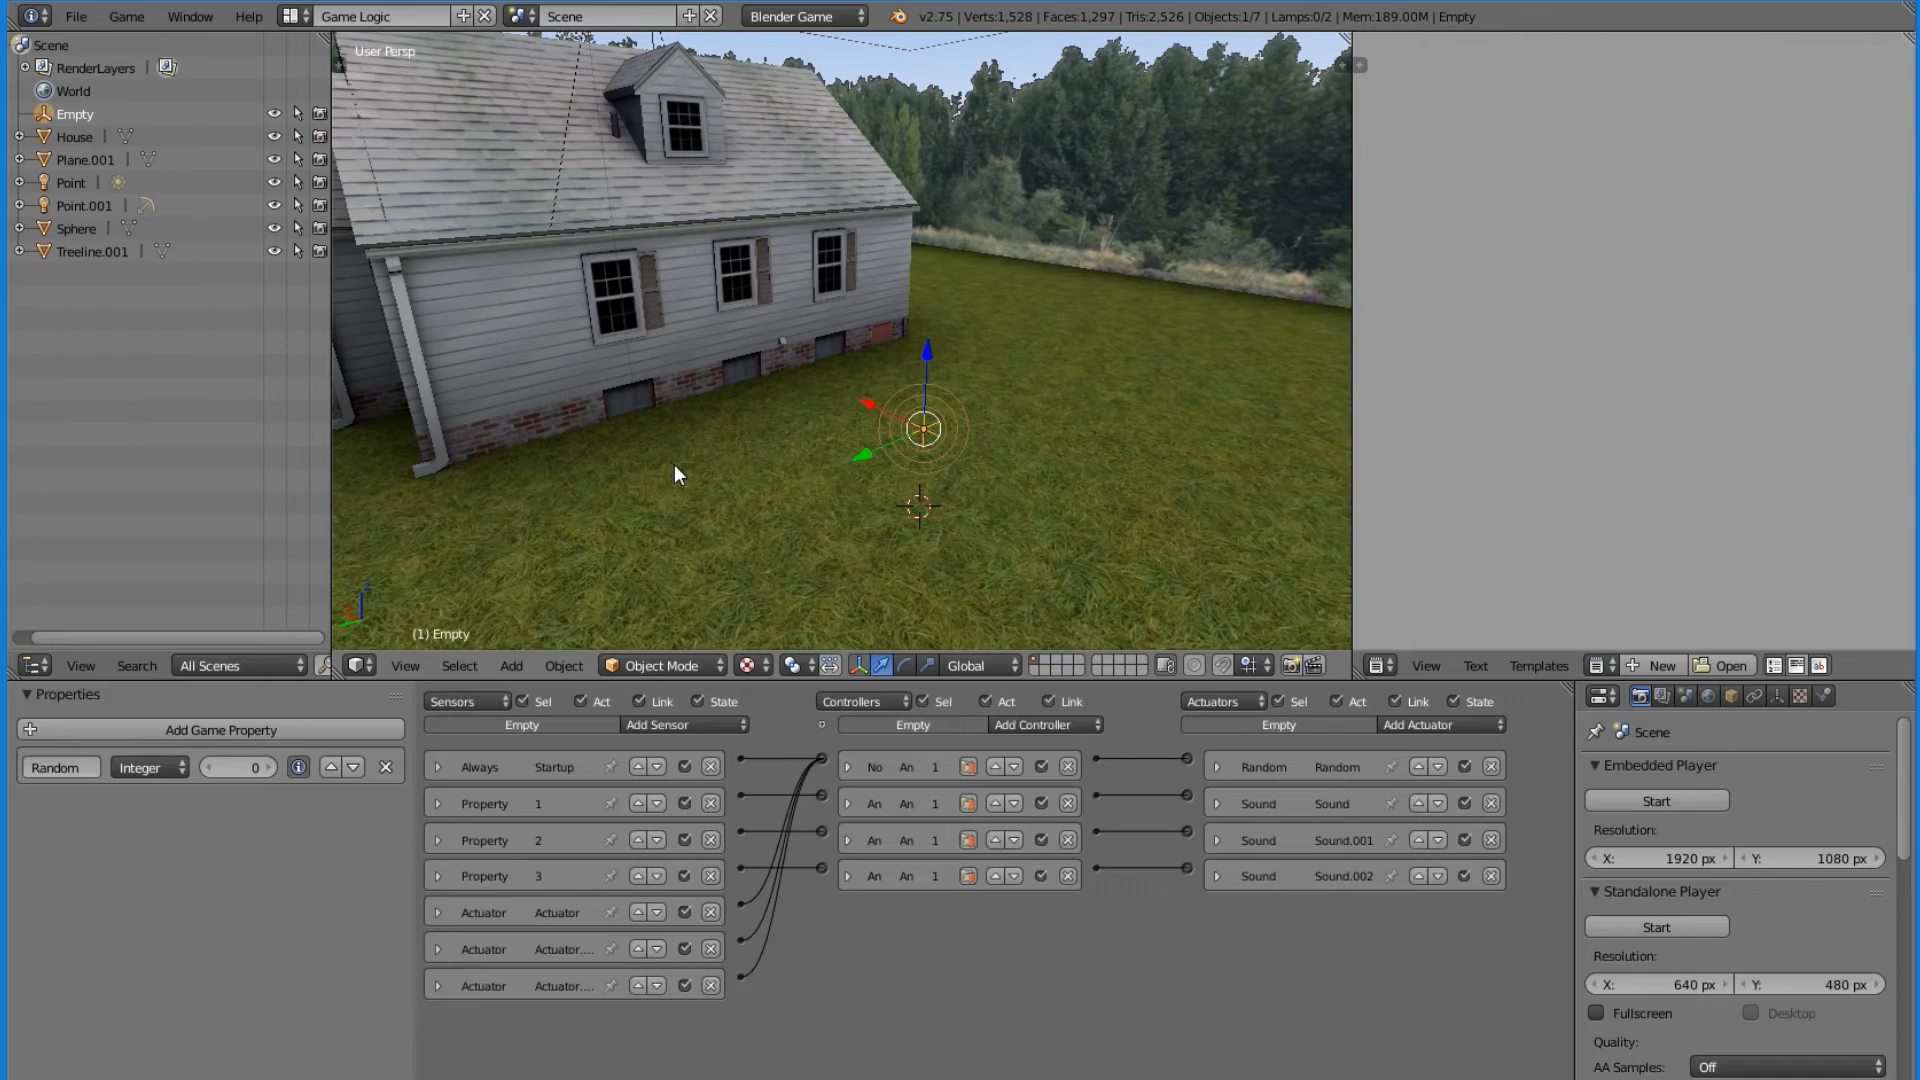 File Game Window Help Game Logic Scene Blender Game v2.75 | Verts:1,528 | Faces:1,297 | Tris:2,526 | Objects:1/7 | Lamps:0/2 | Mem:189.00M | Empty
Scene
RenderLayers |
World
Empty
House |
Plane.001 |
Point |
Point.001 |
Sphere |
Treeline.001 |
User Persp
(1) Empty
View Search All Scenes
View Select Add Object Object Mode Global
View Text Templates New Open
Properties
Add Game Property
Random Integer 0
Sensors Sel Act Link State
Empty Add Sensor
Always Startup
Property 1
Property 2
Property 3
Actuator Actuator
Actuator Actuator....
Actuator Actuator....
Controllers Sel Act Link
Empty Add Controller
No An 1
An An 1
An An 1
An An 1
Actuators Sel Act Link State
Empty Add Actuator
Random Random
Sound Sound
Sound Sound.001
Sound Sound.002
Scene
Embedded Player
Start
Resolution:
X: 1920 px Y: 1080 px
Standalone Player
Start
Resolution:
X: 640 px Y: 480 px
Fullscreen Desktop
Quality:
AA Samples: Off